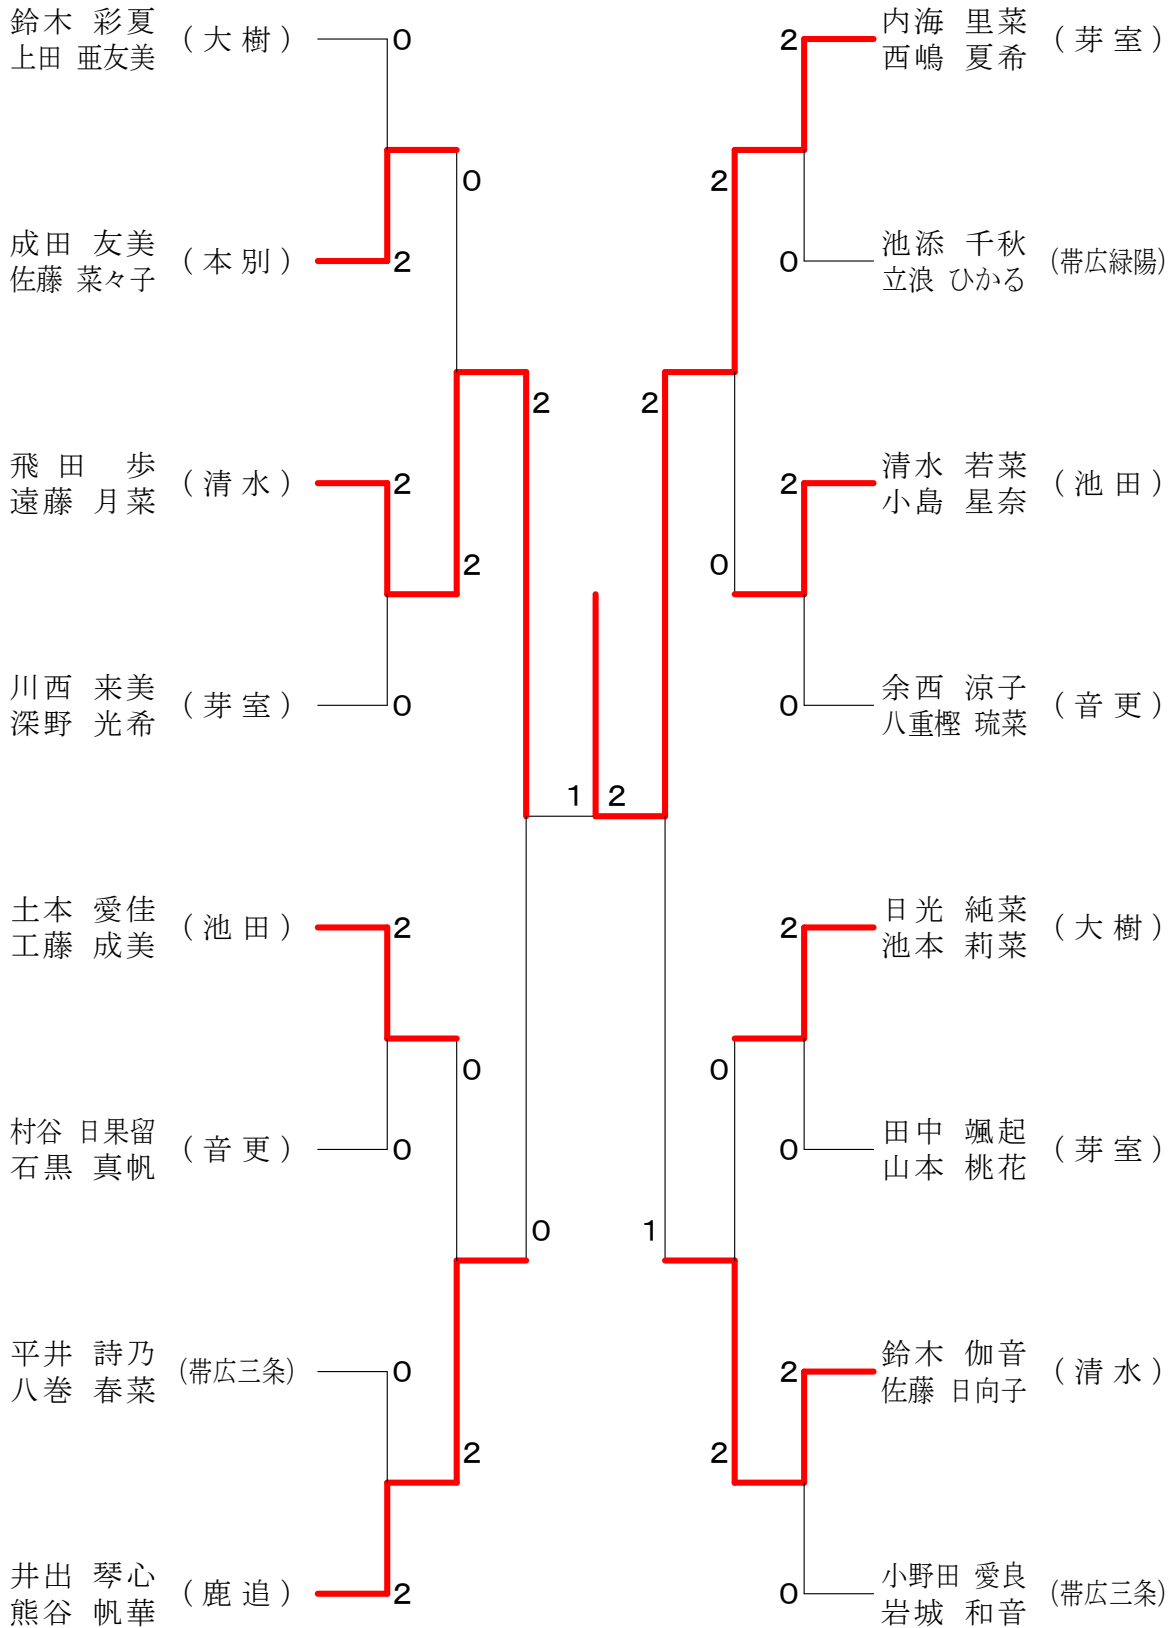 鈴木 彩夏
上田 亜友美
(大樹)
0
成田 友美
佐藤 菜々子
(本別)
2
0
飛田 歩
遠藤 月菜
(清水)
2
川西 来美
深野 光希
(芽室)
0
2
2
土本 愛佳
工藤 成美
(池田)
2
村谷 日果留
石黒 真帆
(音更)
0
0
平井 詩乃
八巻 春菜
(帯広三条)
0
井出 琴心
熊谷 帆華
(鹿追)
2
2
0
1 2
2
内海 里菜
西嶋 夏希
(芽室)
0
池添 千秋
立浪 ひかる
(帯広緑陽)
2
2
清水 若菜
小島 星奈
(池田)
0
余西 涼子
八重樫 琉菜
(音更)
0
2
2
日光 純菜
池本 莉菜
(大樹)
0
田中 颯起
山本 桃花
(芽室)
0
2
鈴木 伽音
佐藤 日向子
(清水)
0
小野田 愛良
岩城 和音
(帯広三条)
2
1